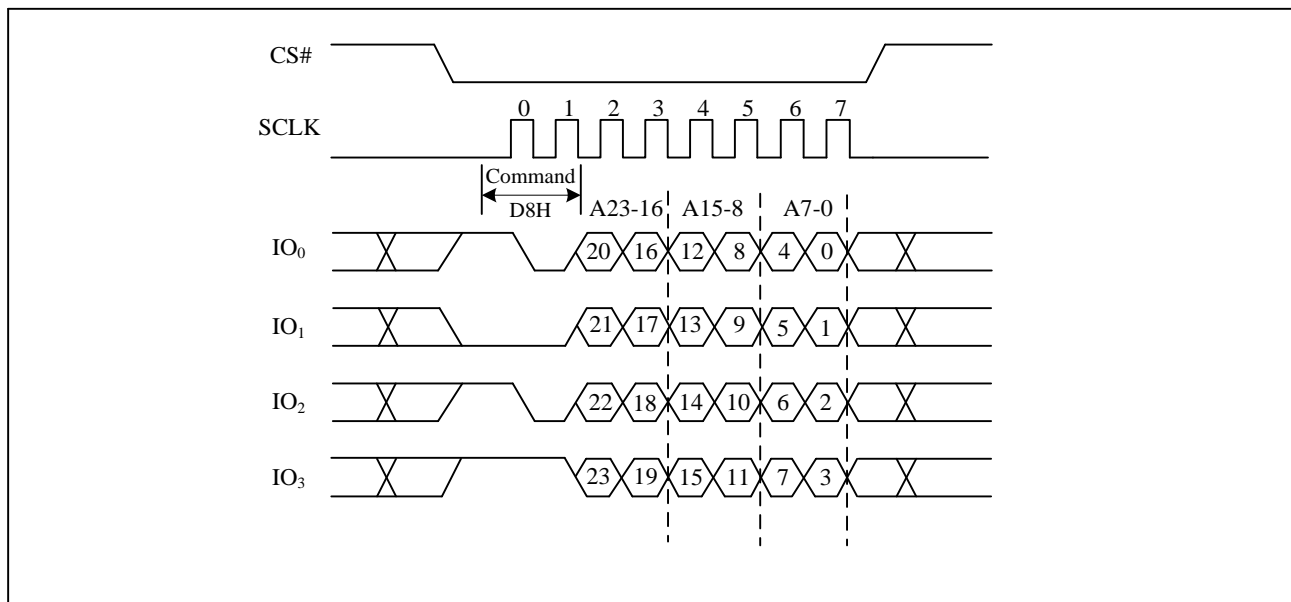 CS#
0 1 2 3 4 5 6 7
SCLK
Command
D8H
A23-16 A15-8 A7-0
IO₀ 20 16 12 8 4 0
IO₁ 21 17 13 9 5 1
IO₂ 22 18 14 10 6 2
IO₃ 23 19 15 11 7 3